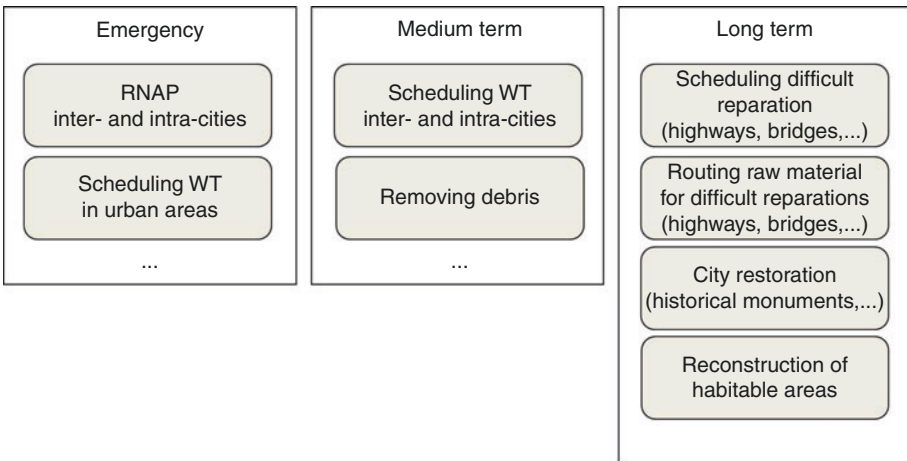 Emergency
RNAP
inter- and intra-cities
Scheduling WT
in urban areas
...
Medium term
Scheduling WT
inter- and intra-cities
Removing debris
...
Long term
Scheduling difficult
reparation
(highways, bridges,...)
Routing raw material
for difficult reparations
(highways, bridges,...)
City restoration
(historical monuments,...)
Reconstruction of
habitable areas